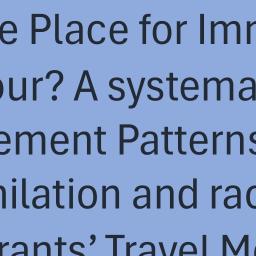 e Place for Imm
our? A systema
ement Patterns
nilation and rac
rants’ Travel Mo